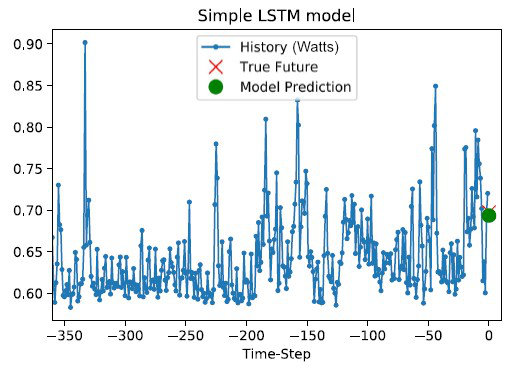 Simple LSTM model
History (Watts)
True Future
Model Prediction
0.90
0.85
0.80
0.75
0.70
0.65
0.60
−350 −300 −250 −200 −150 −100 −50 0
Time-Step